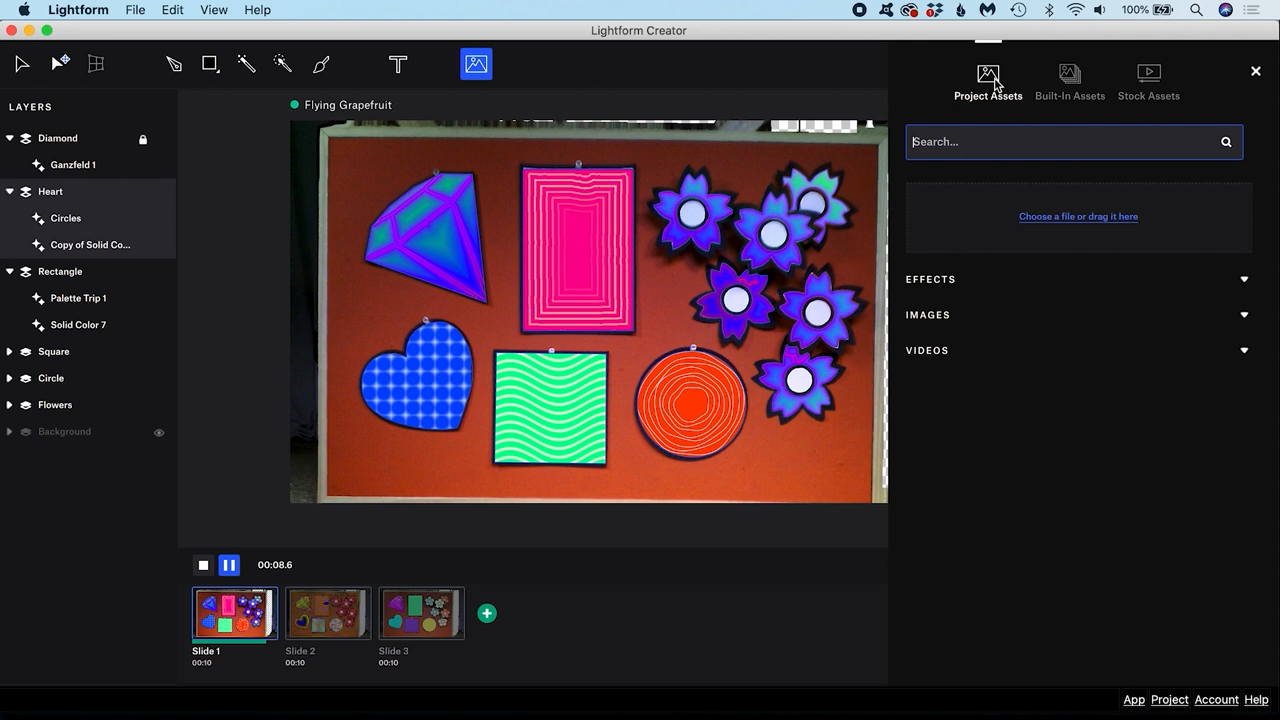 Lightform Creator File Edit View Help 100%
Lightform Creator
LAYERS
Diamond
Ganzfeld 1
Heart
Circles
Copy of Solid Co...
Rectangle
Palette Trip 1
Solid Color 7
Square
Circle
Flowers
Background
Flying Grapefruit
Project Assets Built-In Assets Stock Assets
Search...
Choose a file or drag it here
EFFECTS
IMAGES
VIDEOS
00:08.6
Slide 1 Slide 2 Slide 3
00:10 00:10 00:10
App Project Account Help